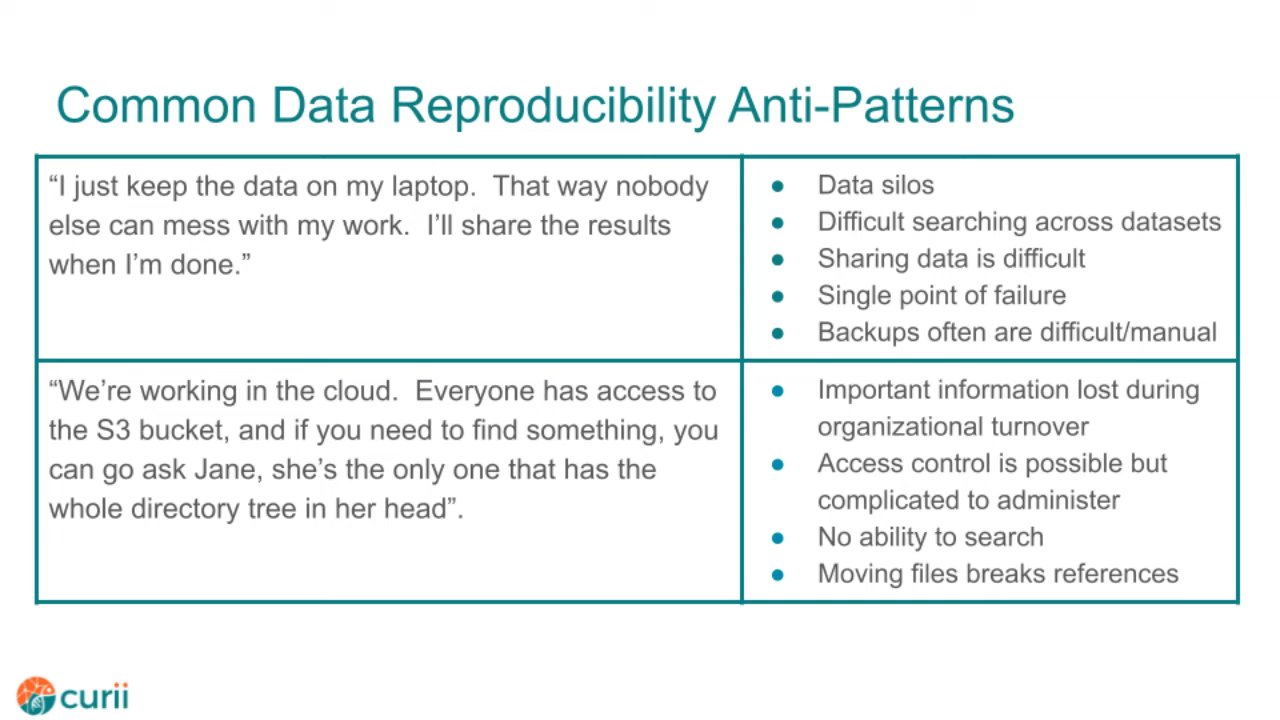 Common Data Reproducibility Anti-Patterns
“I just keep the data on my laptop.  That way nobody
else can mess with my work.  I’ll share the results
when I’m done.”
● Data silos
● Difficult searching across datasets
● Sharing data is difficult
● Single point of failure
● Backups often are difficult/manual
“We’re working in the cloud.  Everyone has access to
the S3 bucket, and if you need to find something, you
can go ask Jane, she’s the only one that has the
whole directory tree in her head”.
● Important information lost during
organizational turnover
● Access control is possible but
complicated to administer
● No ability to search
● Moving files breaks references
curii